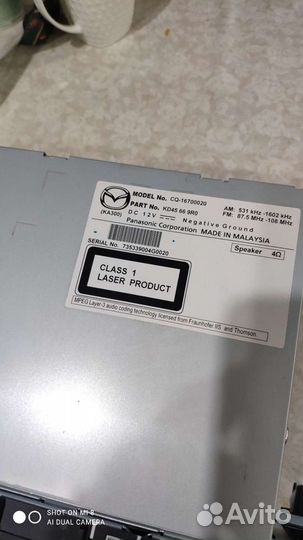 MODEL No. CQ-16700020
AM: 531 kHz -1602 kHz
PART No. KD45 66 9R0
FM: 87.5 MHz -108 MHz
(KA300) DC 12V Negative Ground
Panasonic Corporation MADE IN MALAYSIA
SERIAL No. 735339004G0020
Speaker 4Ω
CLASS 1
LASER PRODUCT
MPEG Layer-3 audio coding technology licensed from Fraunhofer IIS and Thomson.
SHOT ON MI 8
AI DUAL CAMERA
Avito